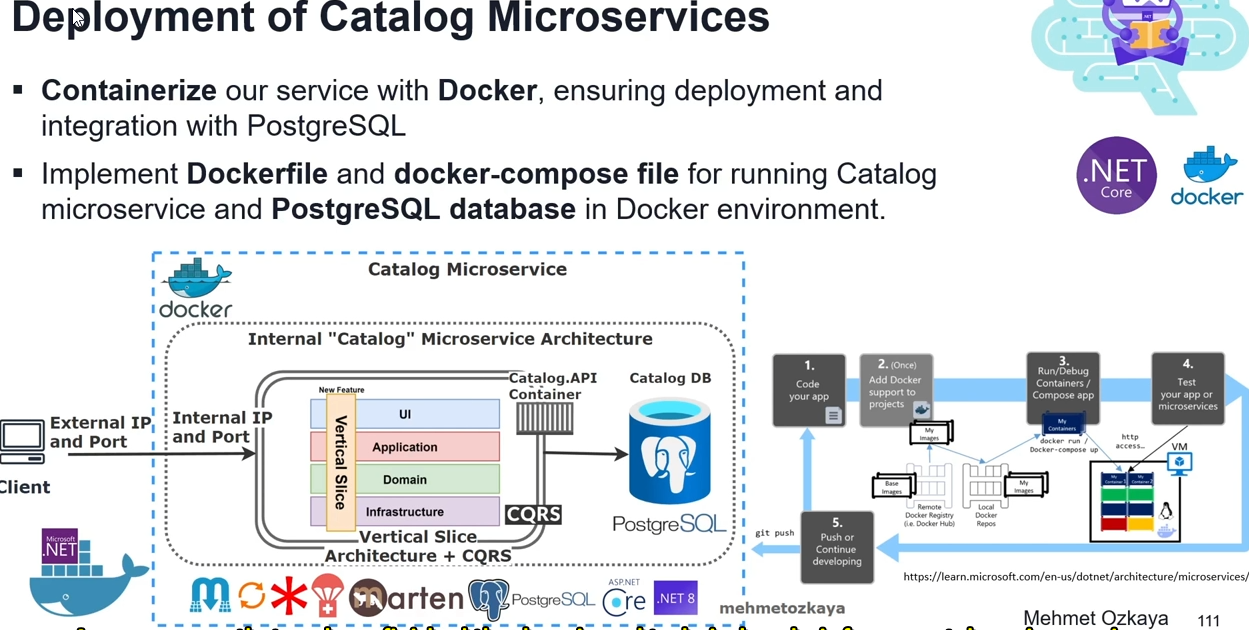 Deployment of Catalog Microservices
▪ Containerize our service with Docker, ensuring deployment and
integration with PostgreSQL
▪ Implement Dockerfile and docker-compose file for running Catalog
microservice and PostgreSQL database in Docker environment.
.NET
Core
docker
docker
Catalog Microservice
Internal "Catalog" Microservice Architecture
External IP
and Port
Internal IP
and Port
Client
New Feature
Vertical Slice
UI
Application
Domain
Infrastructure
Catalog.API
Container
CQRS
Vertical Slice
Architecture + CQRS
Catalog DB
PostgreSQL
Microsoft
.NET
Marten
PostgreSQL
ASP.NET
Core
.NET 8
mehmetozkaya
1.
Code
your app
2. (Once)
Add Docker
support to
projects
3.
Run/Debug
Containers /
Compose app
4.
Test
your app or
microservices
My
Images
My
Containers
docker run /
Docker-compose up
http
access…
VM
Base
Images
My
Images
Remote
Docker Registry
(i.e. Docker Hub)
Local
Docker
Repos
My
Container 1
My
Container 2
5.
Push or
Continue
developing
git push
https://learn.microsoft.com/en-us/dotnet/architecture/microservices/
Mehmet Ozkaya
111